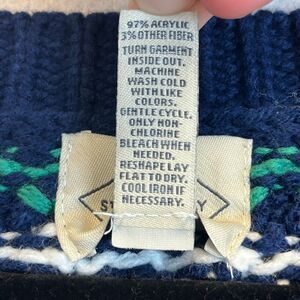 97% ACRYLIC
3% OTHER FIBER
TURN GARMENT
INSIDE OUT.
MACHINE
WASH COLD
WITH LIKE
COLORS.
GENTLE CYCLE.
ONLY NON-
CHLORINE
BLEACH WHEN
NEEDED.
RESHAPE LAY
FLAT TO DRY.
COOL IRON IF
NECESSARY.